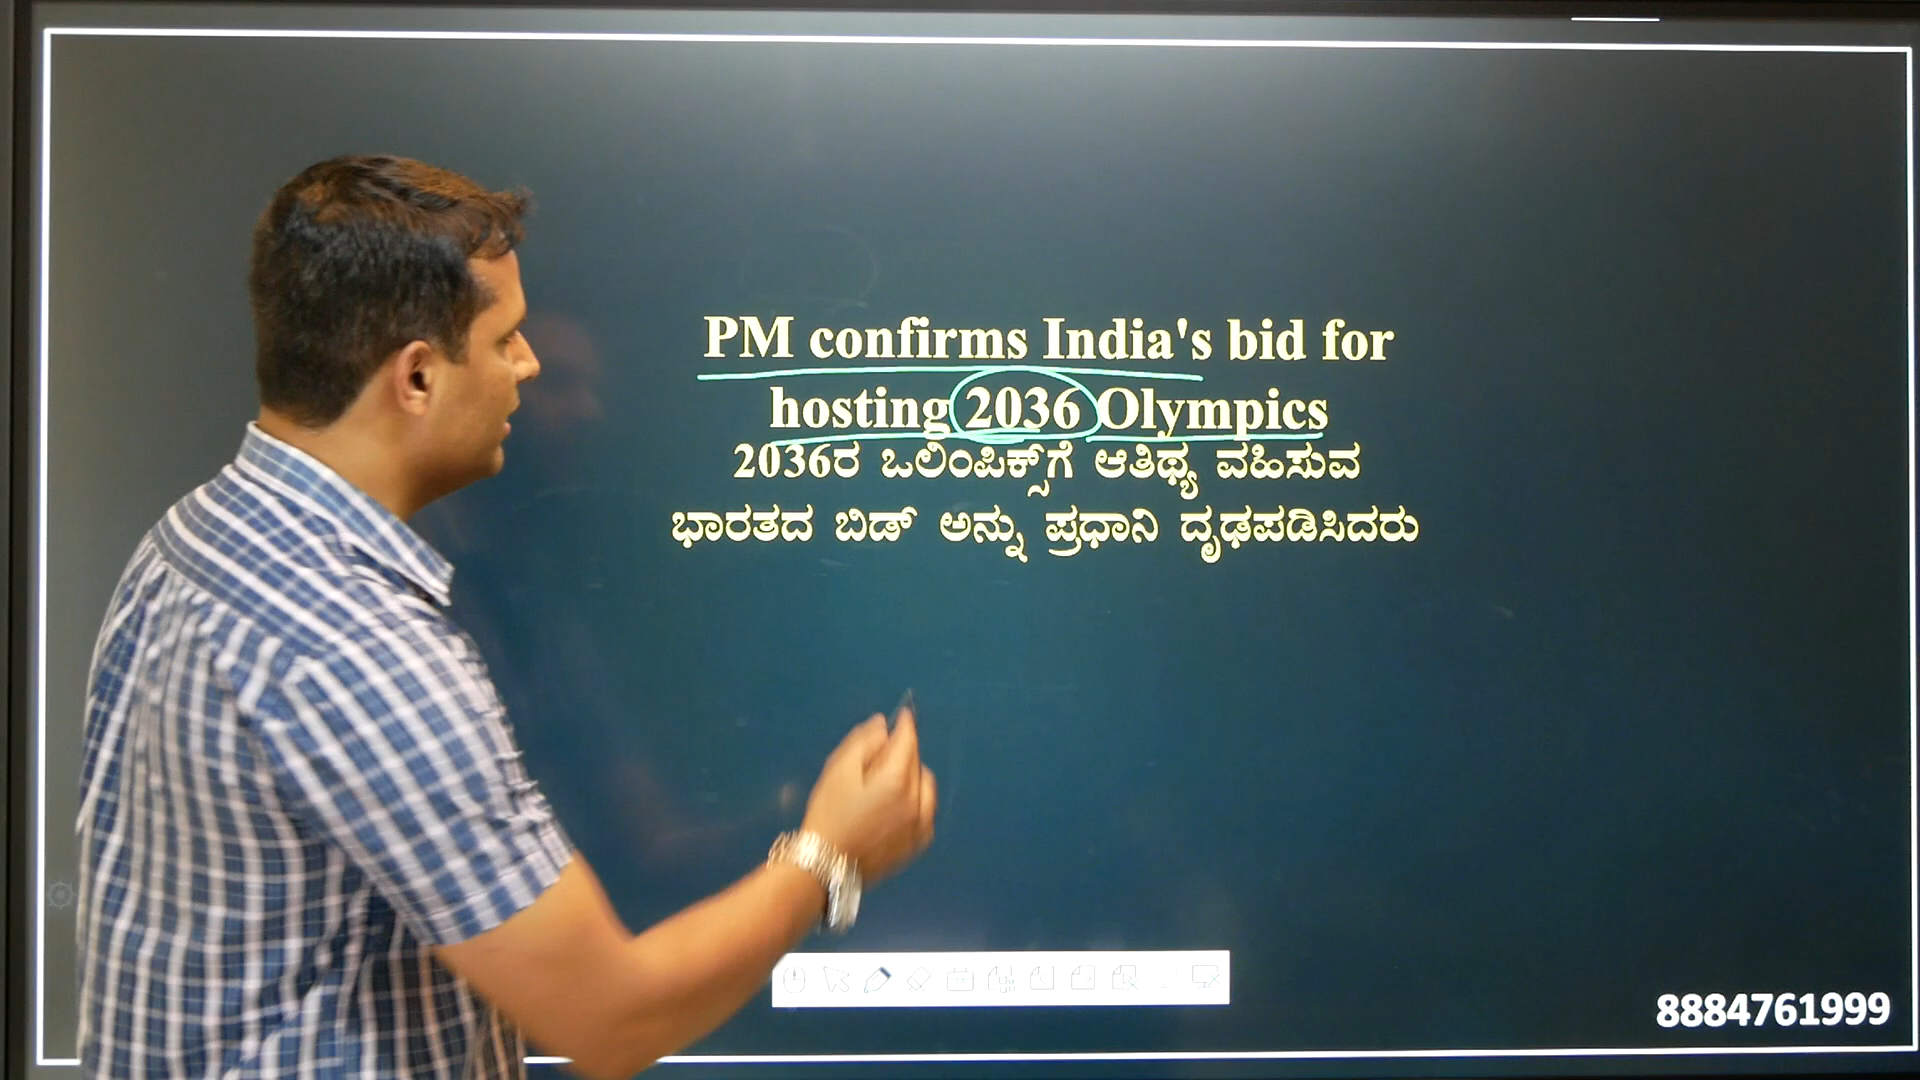 PM confirms India's bid for
hosting 2036 Olympics
2036ರ ಒಲಿಂಪಿಕ್ಸ್‌ಗೆ ಆತಿಥ್ಯ ವಹಿಸುವ
ಭಾರತದ ಬಿಡ್ ಅನ್ನು ಪ್ರಧಾನಿ ದೃಢಪಡಿಸಿದರು
8884761999